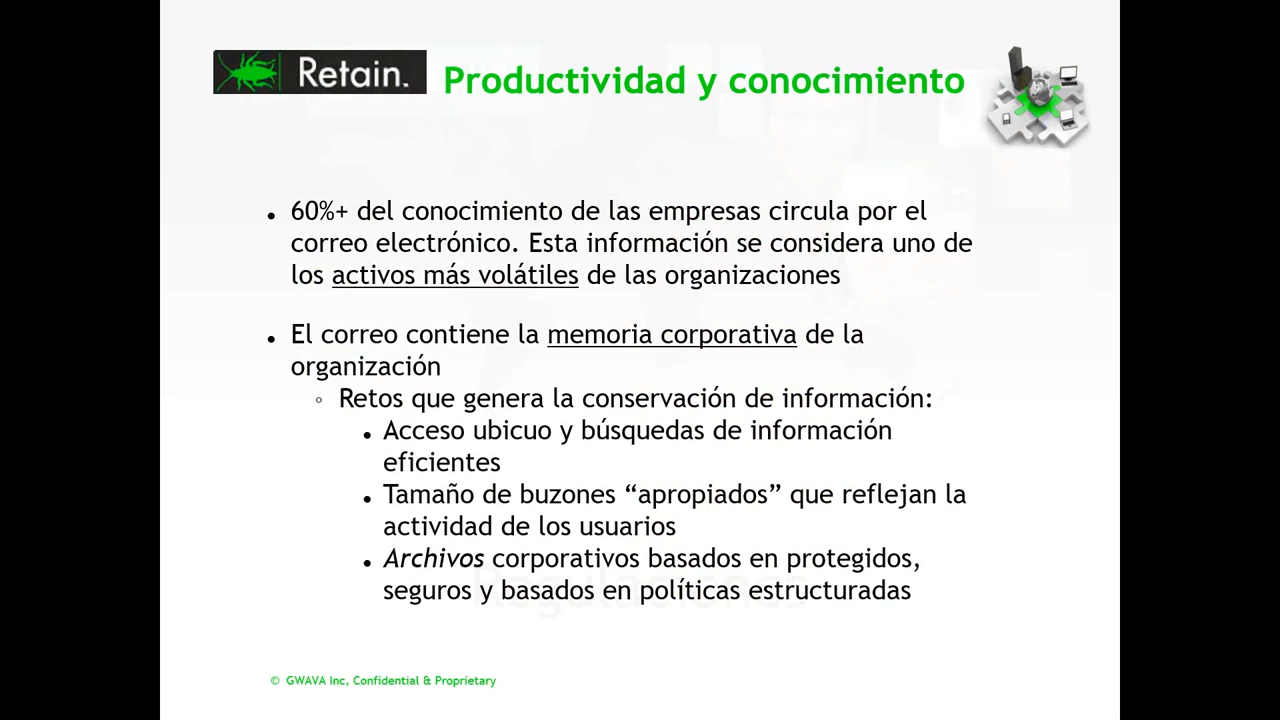 Retain. Productividad y conocimiento
• 60%+ del conocimiento de las empresas circula por el
correo electrónico. Esta información se considera uno de
los activos más volátiles de las organizaciones
• El correo contiene la memoria corporativa de la
organización
◦ Retos que genera la conservación de información:
• Acceso ubicuo y búsquedas de información
eficientes
• Tamaño de buzones “apropiados” que reflejan la
actividad de los usuarios
• Archivos corporativos basados en protegidos,
seguros y basados en políticas estructuradas
Regulaciones
© GWAVA Inc, Confidential & Proprietary